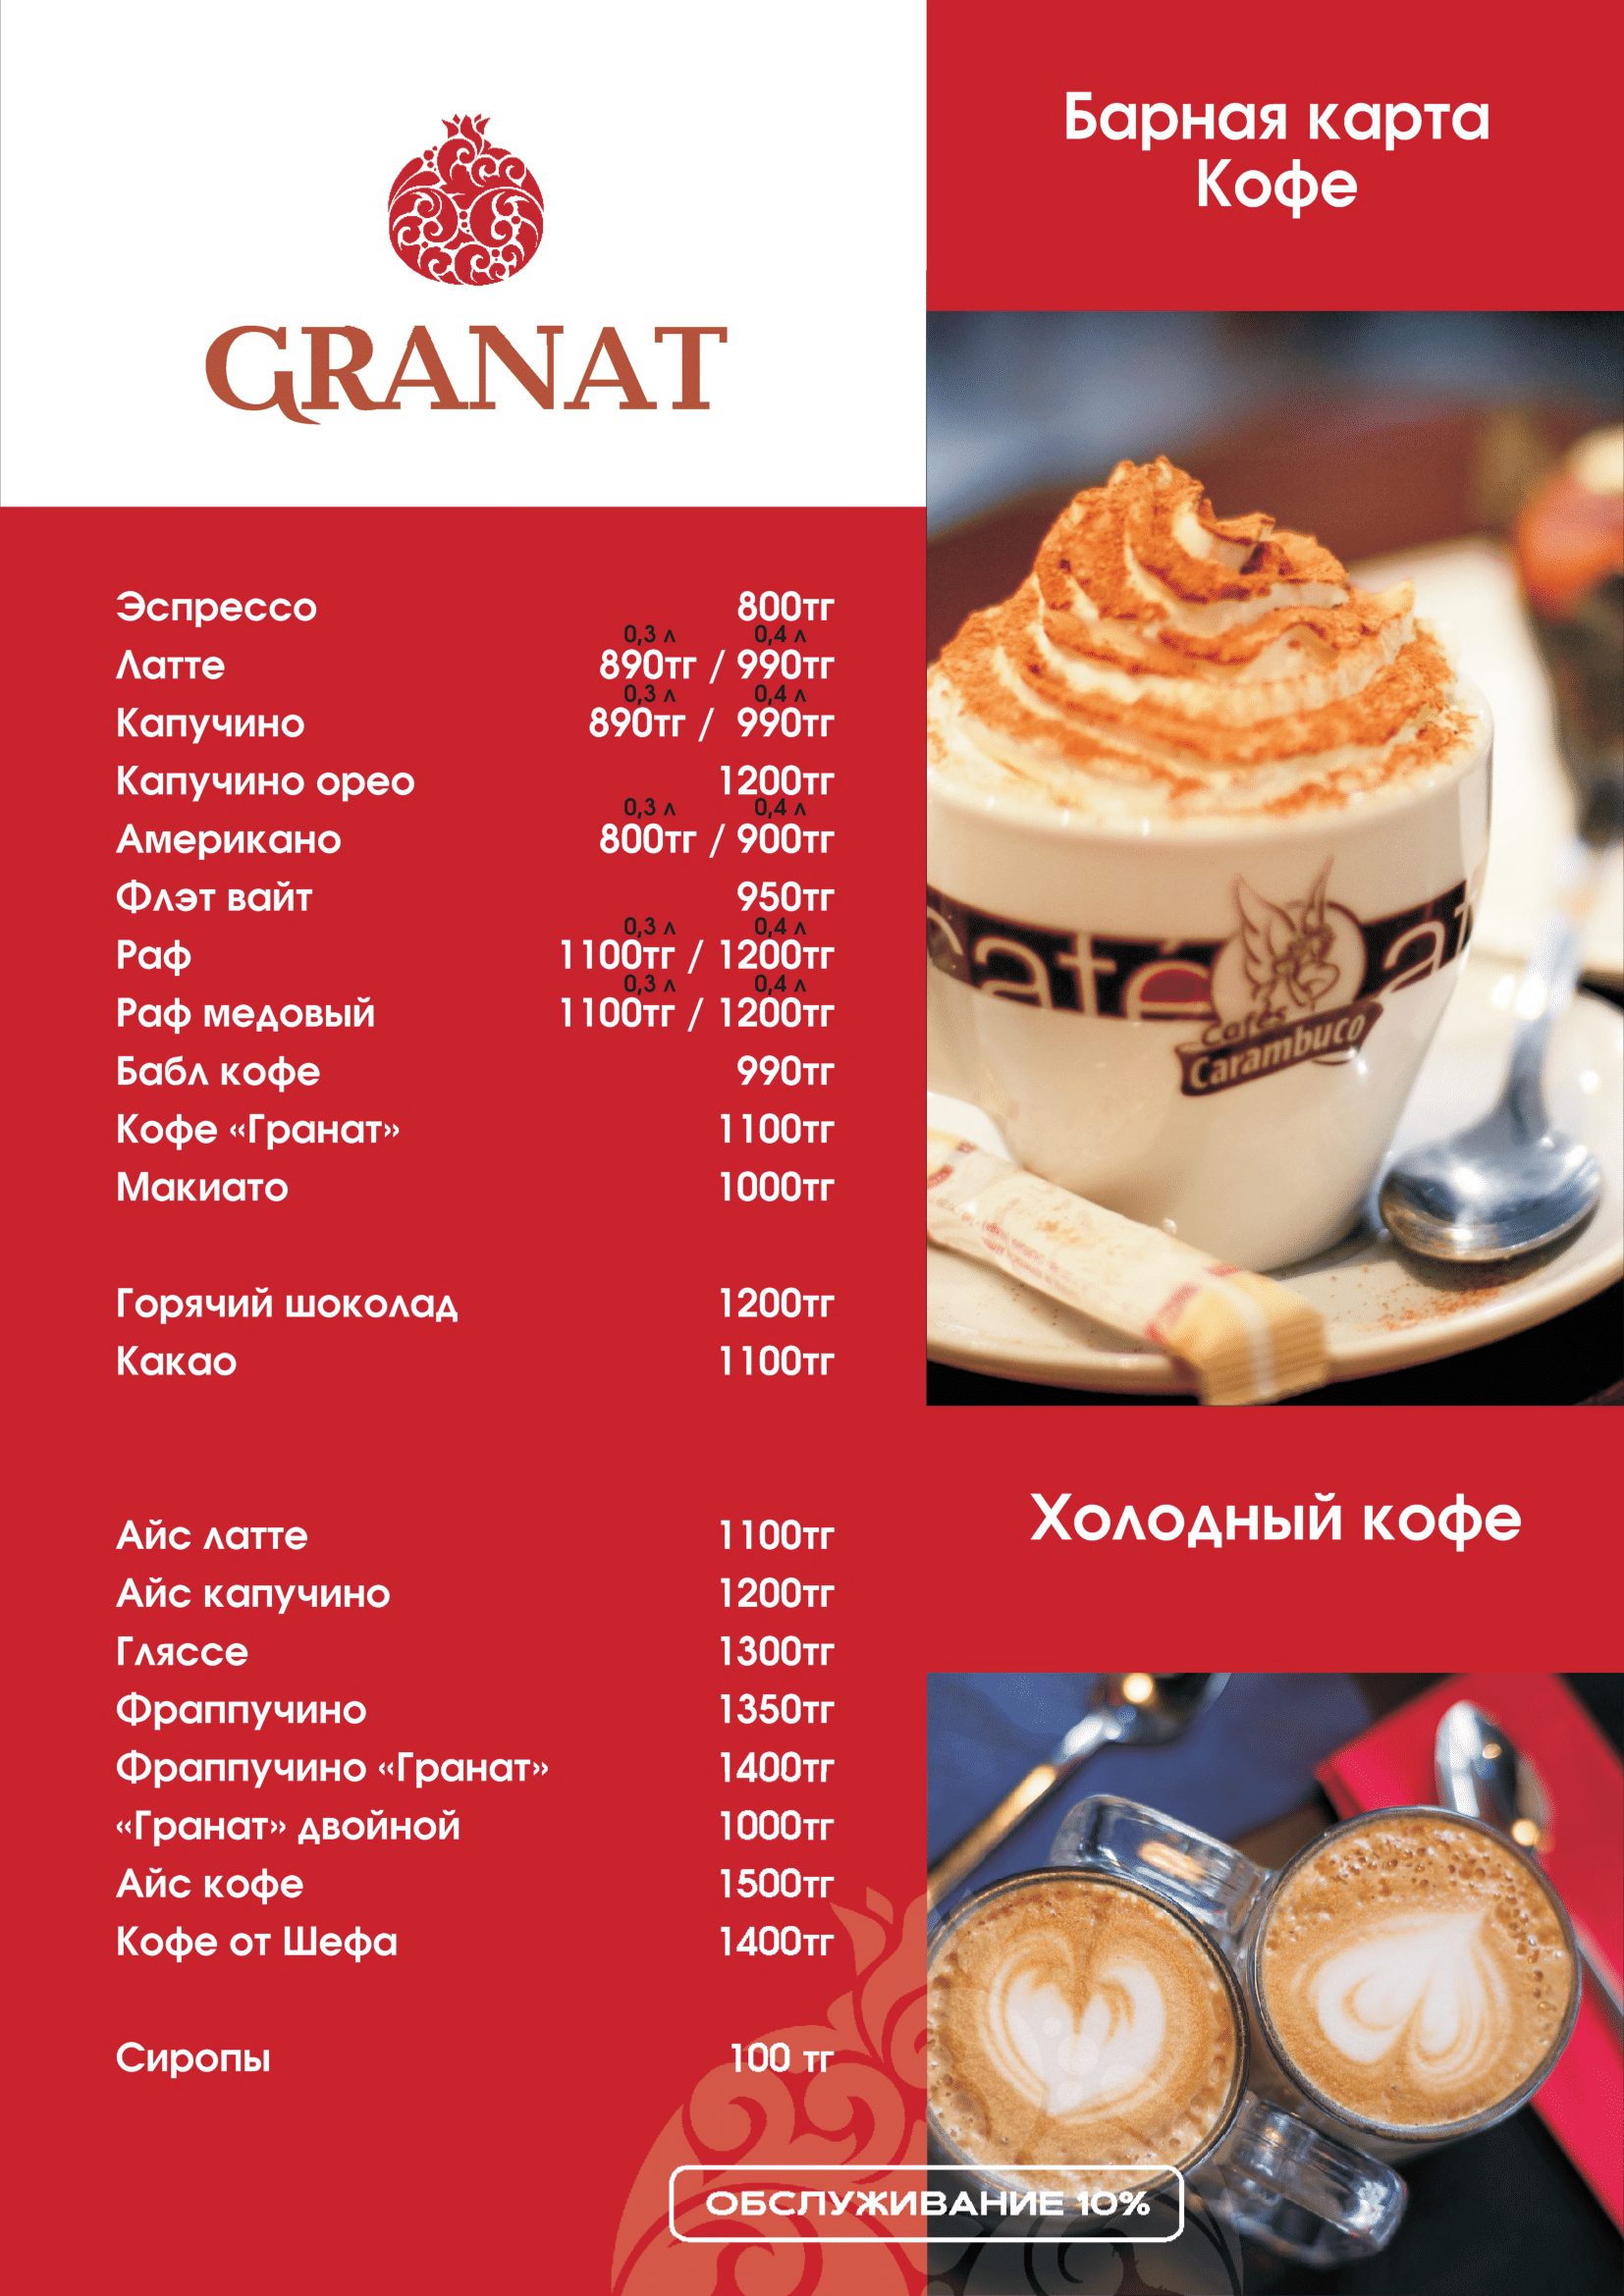 GRANAT
Барная карта
Кофе
Эспрессо 800тг
0,3 л 0,4 л
Латте 890тг / 990тг
0,3 л 0,4 л
Капучино 890тг / 990тг
Капучино орео 1200тг
0,3 л 0,4 л
Американо 800тг / 900тг
Флэт вайт 950тг
0,3 л 0,4 л
Раф 1100тг / 1200тг
0,3 л 0,4 л
Раф медовый 1100тг / 1200тг
Бабл кофе 990тг
Кофе «Гранат» 1100тг
Макиато 1000тг
Горячий шоколад 1200тг
Какао 1100тг
café
Cafés
Carambuco
Холодный кофе
Айс латте 1100тг
Айс капучино 1200тг
Гляссе 1300тг
Фраппучино 1350тг
Фраппучино «Гранат» 1400тг
«Гранат» двойной 1000тг
Айс кофе 1500тг
Кофе от Шефа 1400тг
Сиропы 100 тг
ОБСЛУЖИВАНИЕ 10%